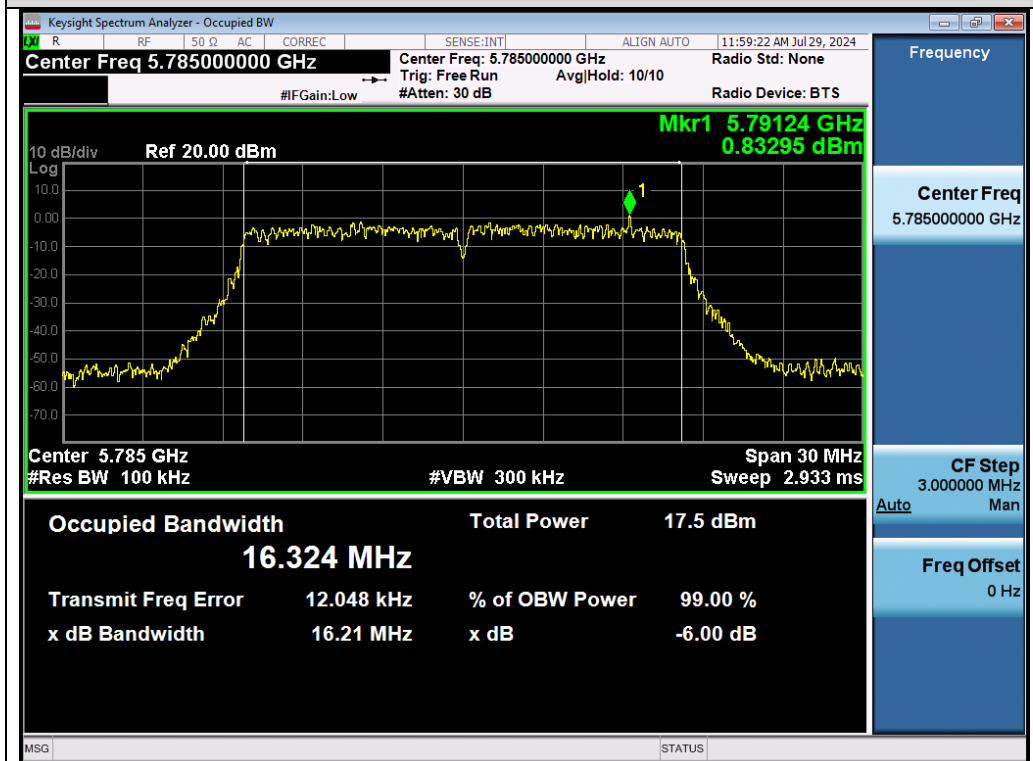 Keysight Spectrum Analyzer - Occupied BW
LXI R RF 50 Ω AC CORREC SENSE:INT ALIGN AUTO 11:59:22 AM Jul 29, 2024
Center Freq 5.785000000 GHz
Center Freq: 5.785000000 GHz
Radio Std: None
Trig: Free Run Avg|Hold: 10/10
#IFGain:Low
#Atten: 30 dB
Radio Device: BTS
Frequency
Mkr1 5.79124 GHz
0.83295 dBm
10 dB/div Ref 20.00 dBm
Log
10.0
0.00
-10.0
-20.0
-30.0
-40.0
-50.0
-60.0
-70.0
1
Center 5.785 GHz
Span 30 MHz
#Res BW 100 kHz
#VBW 300 kHz
Sweep 2.933 ms
Center Freq
5.785000000 GHz
CF Step
3.000000 MHz
Auto Man
Freq Offset
0 Hz
Occupied Bandwidth
Total Power 17.5 dBm
16.324 MHz
Transmit Freq Error 12.048 kHz
% of OBW Power 99.00 %
x dB Bandwidth 16.21 MHz
x dB -6.00 dB
MSG
STATUS